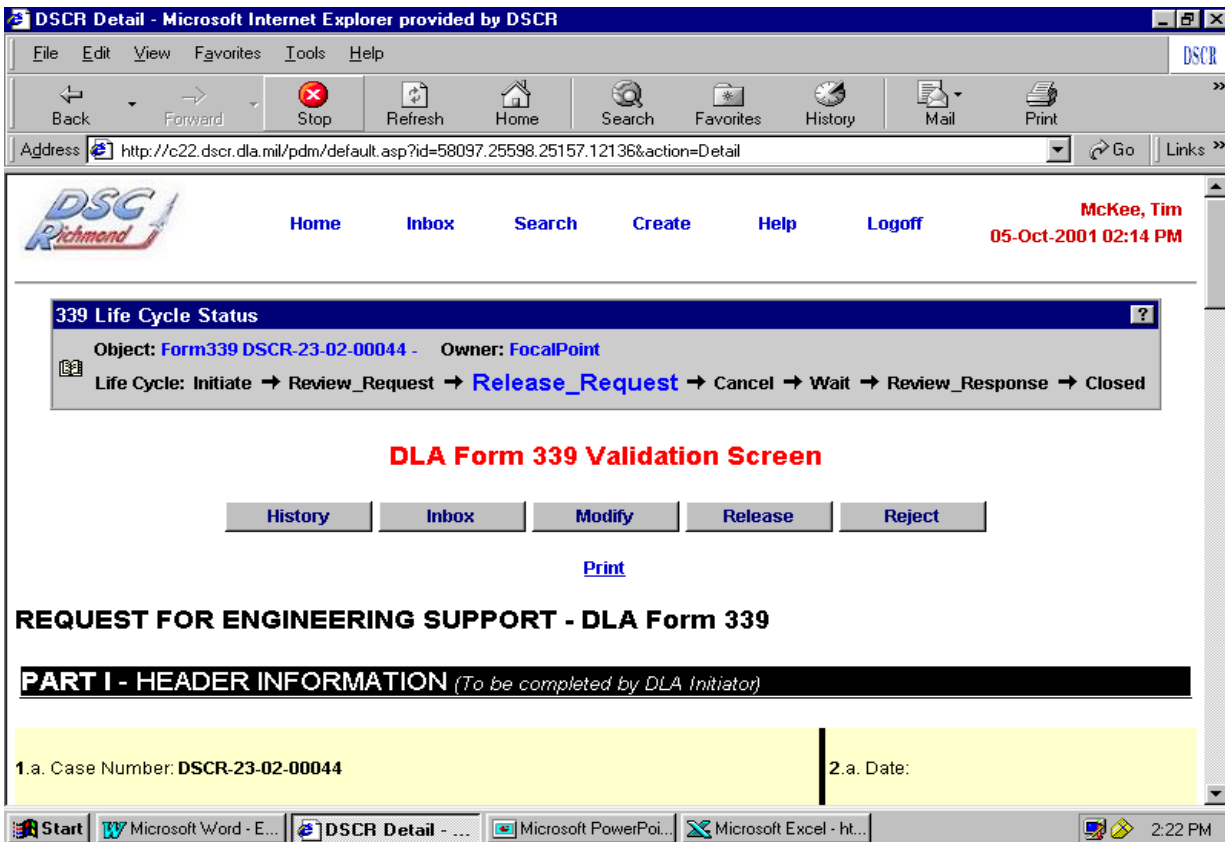 DSCR Detail - Microsoft Internet Explorer provided by DSCR
File Edit View Favorites Tools Help DSCR
Back Forward Stop Refresh Home Search Favorites History Mail Print »
Address http://c22.dscr.dla.mil/pdm/default.asp?id=58097.25598.25157.12136&action=Detail Go Links »
DSC Richmond
Home Inbox Search Create Help Logoff
McKee, Tim
05-Oct-2001 02:14 PM
339 Life Cycle Status ?
Object: Form339 DSCR-23-02-00044 - Owner: FocalPoint
Life Cycle: Initiate → Review_Request → Release_Request → Cancel → Wait → Review_Response → Closed
DLA Form 339 Validation Screen
History Inbox Modify Release Reject
Print
REQUEST FOR ENGINEERING SUPPORT - DLA Form 339
PART I - HEADER INFORMATION (To be completed by DLA Initiator)
1.a. Case Number: DSCR-23-02-00044 2.a. Date:
Start Microsoft Word - E... DSCR Detail - ... Microsoft PowerPoi... Microsoft Excel - ht... 2:22 PM